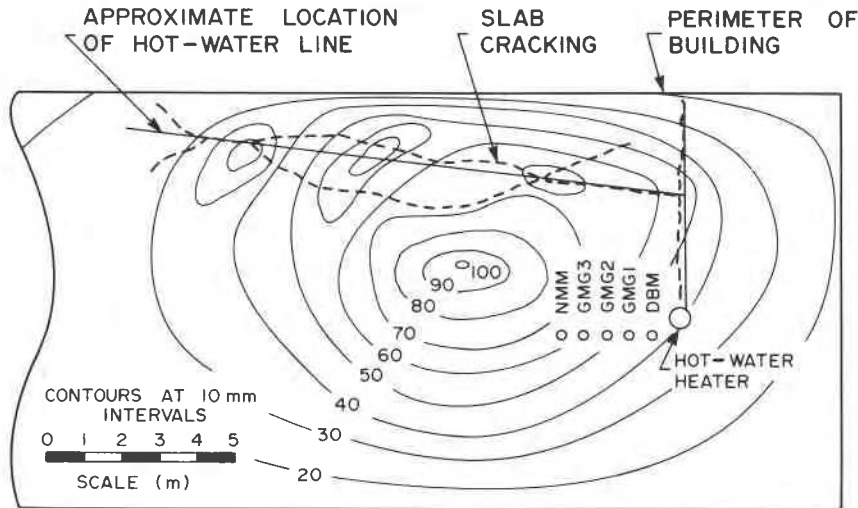 APPROXIMATE LOCATION
OF HOT-WATER LINE
SLAB
CRACKING
PERIMETER OF
BUILDING
100
90
80
70
60
50
40
30
20
NMM
GMG3
GMG2
GMG1
DBM
HOT-WATER
HEATER
CONTOURS AT 10 mm
INTERVALS
0 1 2 3 4 5
SCALE (m)